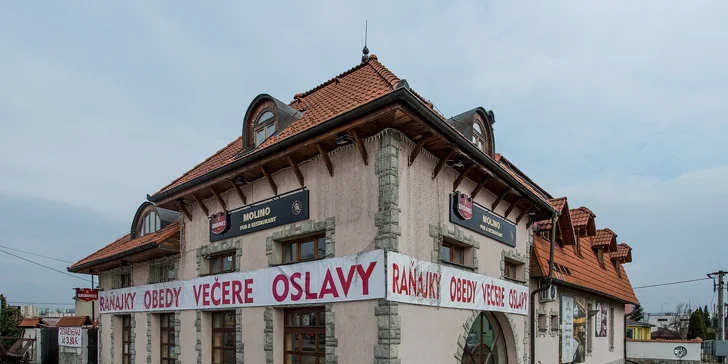 MOLINO
PUB & RESTAURANT
MOLINO
PUB & RESTAURANT
RAŇAJKY OBEDY VEČERE OSLAVY
RAŇAJKY OBEDY VEČERE OSLAVY